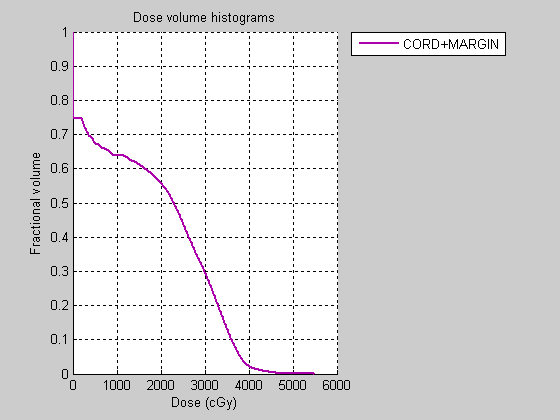 Dose volume histograms
CORD+MARGIN
1
0.9
0.8
0.7
0.6
0.5
0.4
0.3
0.2
0.1
0
Fractional volume
0 1000 2000 3000 4000 5000 6000
Dose (cGy)